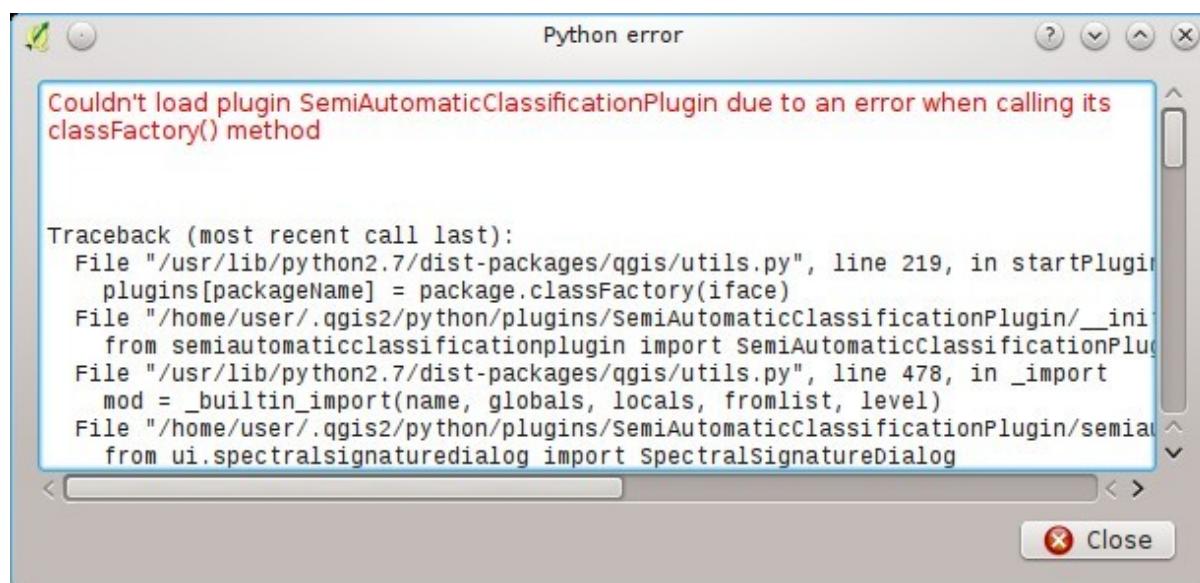 Python error
Couldn't load plugin SemiAutomaticClassificationPlugin due to an error when calling its
classFactory() method
Traceback (most recent call last):
File "/usr/lib/python2.7/dist-packages/qgis/utils.py", line 219, in startPlugin
plugins[packageName] = package.classFactory(iface)
File "/home/user/.qgis2/python/plugins/SemiAutomaticClassificationPlugin/__init
from semiautomaticclassificationplugin import SemiAutomaticClassificationPlug
File "/usr/lib/python2.7/dist-packages/qgis/utils.py", line 478, in _import
mod = _builtin_import(name, globals, locals, fromlist, level)
File "/home/user/.qgis2/python/plugins/SemiAutomaticClassificationPlugin/semiau
from ui.spectralsignaturedialog import SpectralSignatureDialog
Close